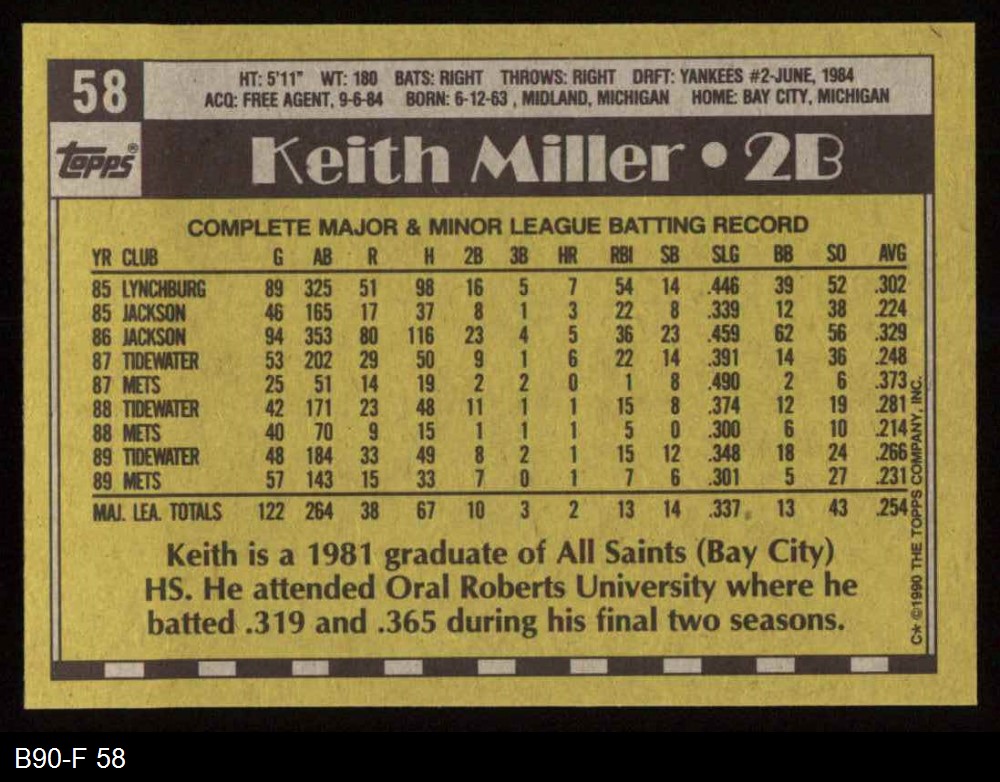 58
HT: 5'11" WT: 180 BATS: RIGHT THROWS: RIGHT DRFT: YANKEES #2-JUNE, 1984
ACQ: FREE AGENT, 9-6-84 BORN: 6-12-63 , MIDLAND, MICHIGAN HOME: BAY CITY, MICHIGAN
topps®
Keith Miller • 2B
COMPLETE MAJOR & MINOR LEAGUE BATTING RECORD
YR CLUB G AB R H 2B 3B HR RBI SB SLG BB SO AVG
85 LYNCHBURG 89 325 51 98 16 5 7 54 14 .446 39 52 .302
85 JACKSON 46 165 17 37 8 1 3 22 8 .339 12 38 .224
86 JACKSON 94 353 80 116 23 4 5 36 23 .459 62 56 .329
87 TIDEWATER 53 202 29 50 9 1 6 22 14 .391 14 36 .248
87 METS 25 51 14 19 2 2 0 1 8 .490 2 6 .373
88 TIDEWATER 42 171 23 48 11 1 1 15 8 .374 12 19 .281
88 METS 40 70 9 15 1 1 1 5 0 .300 6 10 .214
89 TIDEWATER 48 184 33 49 8 2 1 15 12 .348 18 24 .266
89 METS 57 143 15 33 7 0 1 7 6 .301 5 27 .231
MAJ. LEA. TOTALS 122 264 38 67 10 3 2 13 14 .337 13 43 .254
Keith is a 1981 graduate of All Saints (Bay City)
HS. He attended Oral Roberts University where he
batted .319 and .365 during his final two seasons.
C* ©1990 THE TOPPS COMPANY, INC.
B90-F 58